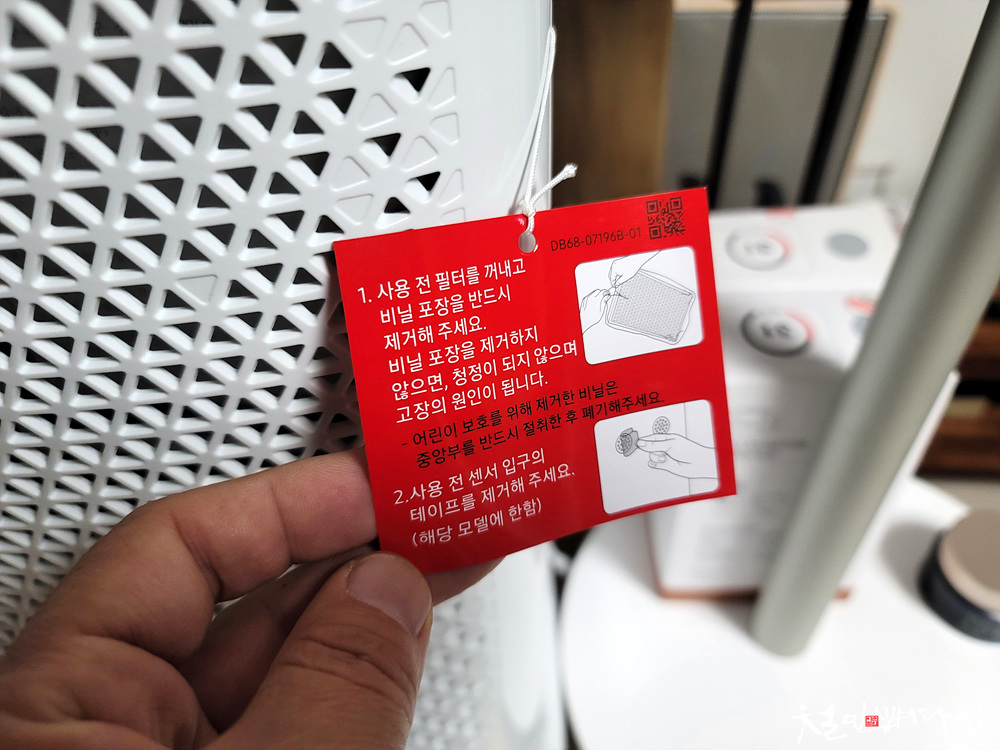 DB68-07196B-01
1. 사용 전 필터를 꺼내고
비닐 포장을 반드시
제거해 주세요.
비닐 포장을 제거하지
않으면, 청정이 되지 않으며
고장의 원인이 됩니다.
- 어린이 보호를 위해 제거한 비닐은
중앙부를 반드시 절취한 후 폐기해주세요.
2.사용 전 센서 입구의
테이프를 제거해 주세요.
(해당 모델에 한함)